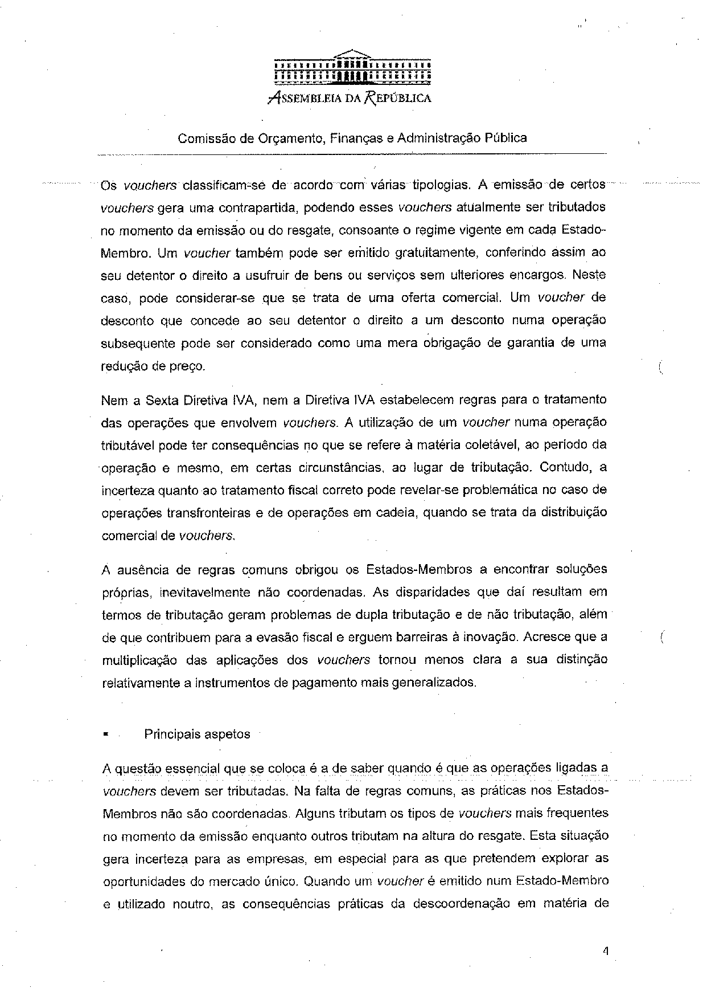 ASSEMBLEIA DA REPÚBLICA
Comissão de Orçamento, Finanças e Administração Pública
Os vouchers classificam-se de acordo com várias tipologias. A emissão de certos
vouchers gera uma contrapartida, podendo esses vouchers atualmente ser tributados
no momento da emissão ou do resgate, consoante o regime vigente em cada Estado-
Membro. Um voucher também pode ser emitido gratuitamente, conferindo assim ao
seu detentor o direito a usufruir de bens ou serviços sem ulteriores encargos. Neste
caso, pode considerar-se que se trata de uma oferta comercial. Um voucher de
desconto que concede ao seu detentor o direito a um desconto numa operação
subsequente pode ser considerado como uma mera obrigação de garantia de uma
redução de preço.
Nem a Sexta Diretiva IVA, nem a Diretiva IVA estabelecem regras para o tratamento
das operações que envolvem vouchers. A utilização de um voucher numa operação
tributável pode ter consequências no que se refere à matéria coletável, ao periodo da
operação e mesmo, em certas circunstâncias, ao lugar de tributação. Contudo, a
incerteza quanto ao tratamento fiscal correto pode revelar-se problemática no caso de
operações transfronteiras e de operações em cadeia, quando se trata da distribuição
comercial de vouchers.
A ausência de regras comuns obrigou os Estados-Membros a encontrar soluções
próprias, inevitavelmente não coordenadas. As disparidades que daí resultam em
termos de tributação geram problemas de dupla tributação e de não tributação, além
de que contribuem para a evasão fiscal e erguem barreiras à inovação. Acresce que a
multiplicação das aplicações dos vouchers tornou menos clara a sua distinção
relativamente a instrumentos de pagamento mais generalizados.
▪ Principais aspetos
A questão essencial que se coloca é a de saber quando é que as operações ligadas a
vouchers devem ser tributadas. Na falta de regras comuns, as práticas nos Estados-
Membros não são coordenadas. Alguns tributam os tipos de vouchers mais frequentes
no momento da emissão enquanto outros tributam na altura do resgate. Esta situação
gera incerteza para as empresas, em especial para as que pretendem explorar as
oportunidades do mercado único. Quando um voucher é emitido num Estado-Membro
e utilizado noutro, as consequências práticas da descoordenação em matéria de
4